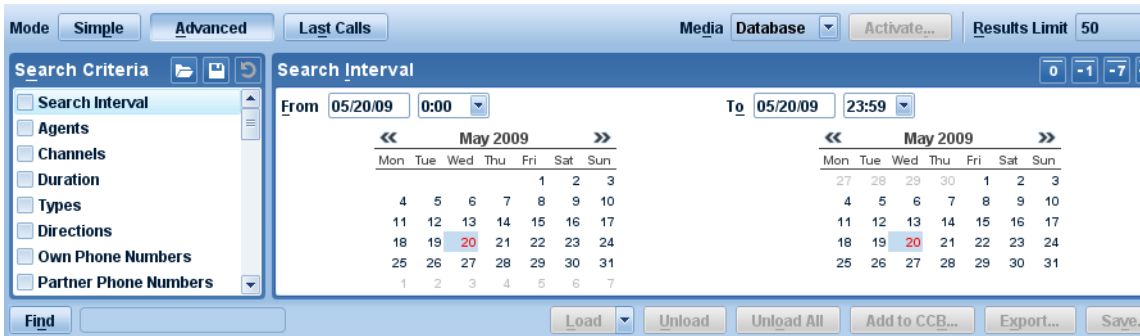 Mode Simple Advanced Last Calls Media Database Activate... Results Limit 50
Search Criteria
Search Interval
Agents
Channels
Duration
Types
Directions
Own Phone Numbers
Partner Phone Numbers
Search Interval 0 -1 -7
From 05/20/09 0:00
« May 2009 »
Mon Tue Wed Thu Fri Sat Sun
1 2 3
4 5 6 7 8 9 10
11 12 13 14 15 16 17
18 19 20 21 22 23 24
25 26 27 28 29 30 31
1 2 3 4 5 6 7
To 05/20/09 23:59
« May 2009 »
Mon Tue Wed Thu Fri Sat Sun
27 28 29 30 1 2 3
4 5 6 7 8 9 10
11 12 13 14 15 16 17
18 19 20 21 22 23 24
25 26 27 28 29 30 31
Find Load Unload Unload All Add to CCB... Export... Save.